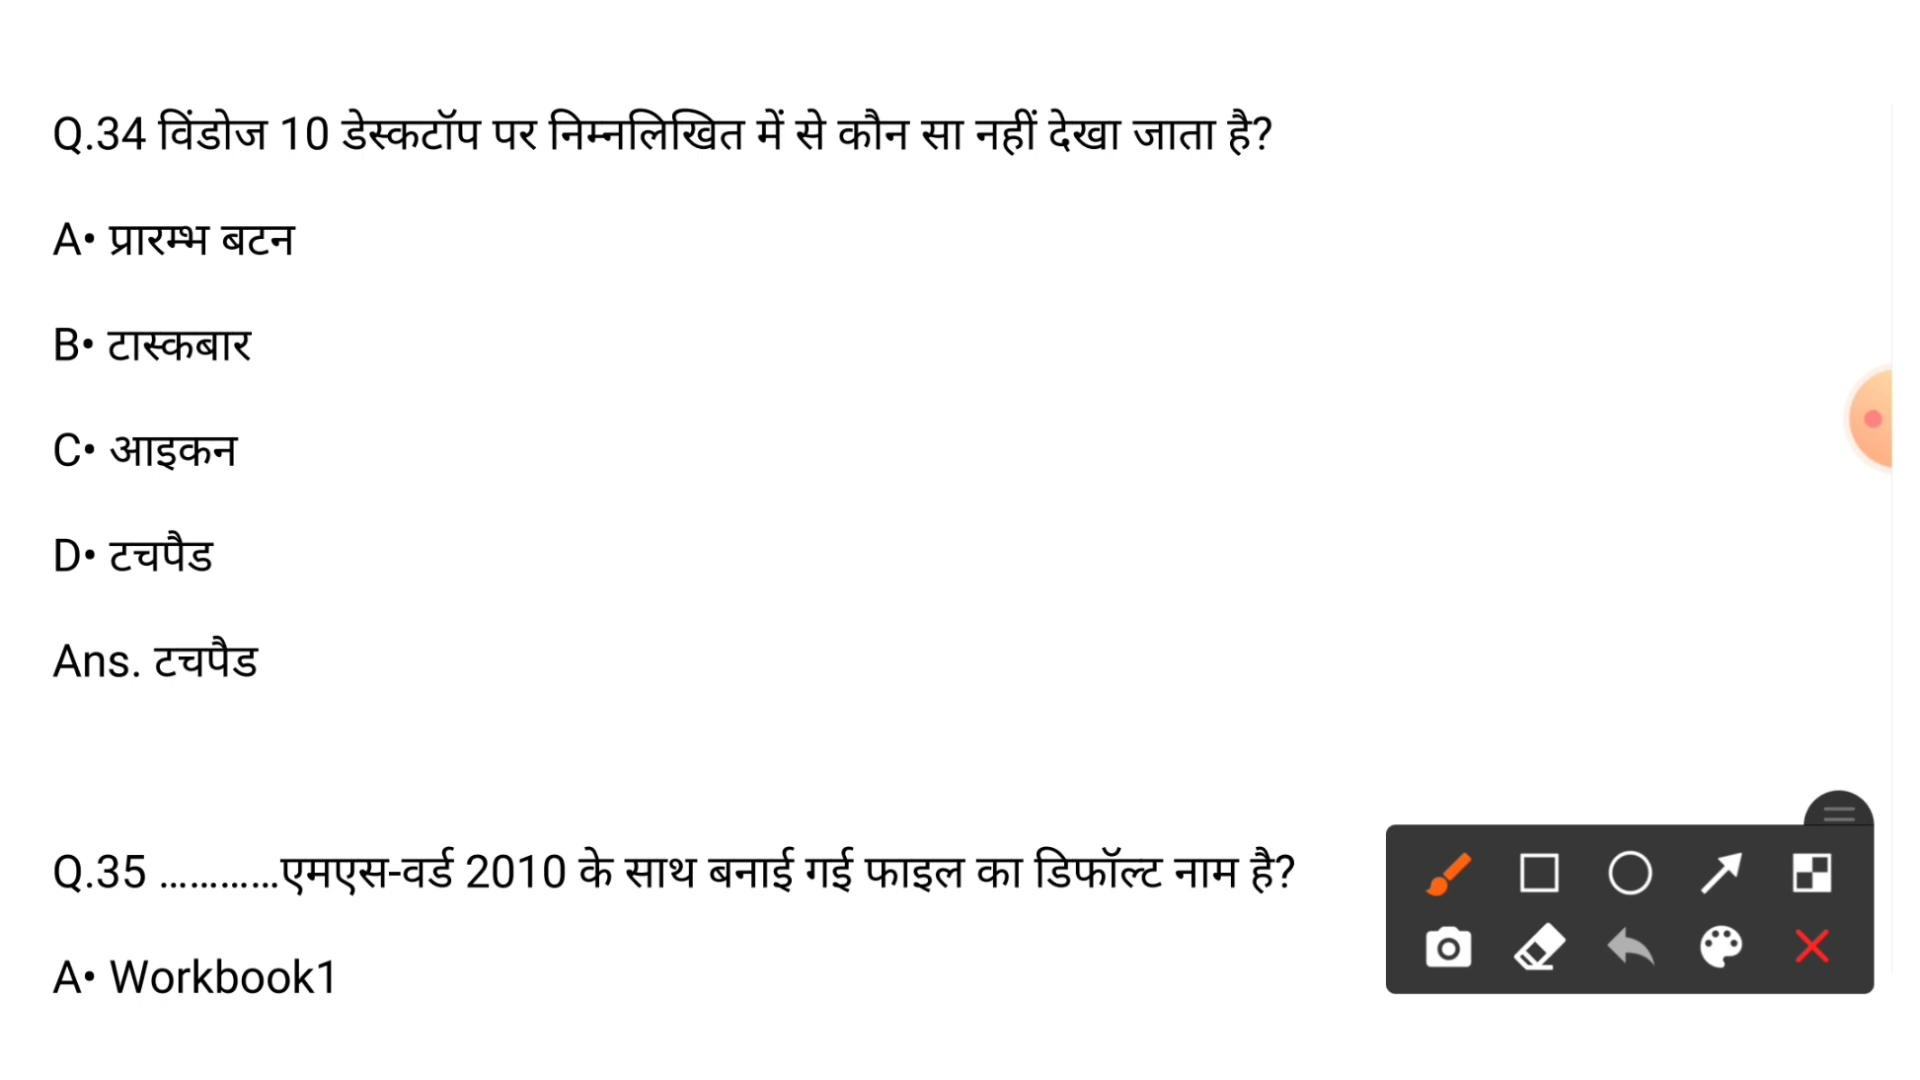 Q.34 विंडोज 10 डेस्कटॉप पर निम्नलिखित में से कौन सा नहीं देखा जाता है?
A• प्रारम्भ बटन
B• टास्कबार
C• आइकन
D• टचपैड
Ans. टचपैड
Q.35 ............एमएस-वर्ड 2010 के साथ बनाई गई फाइल का डिफॉल्ट नाम है?
A• Workbook1